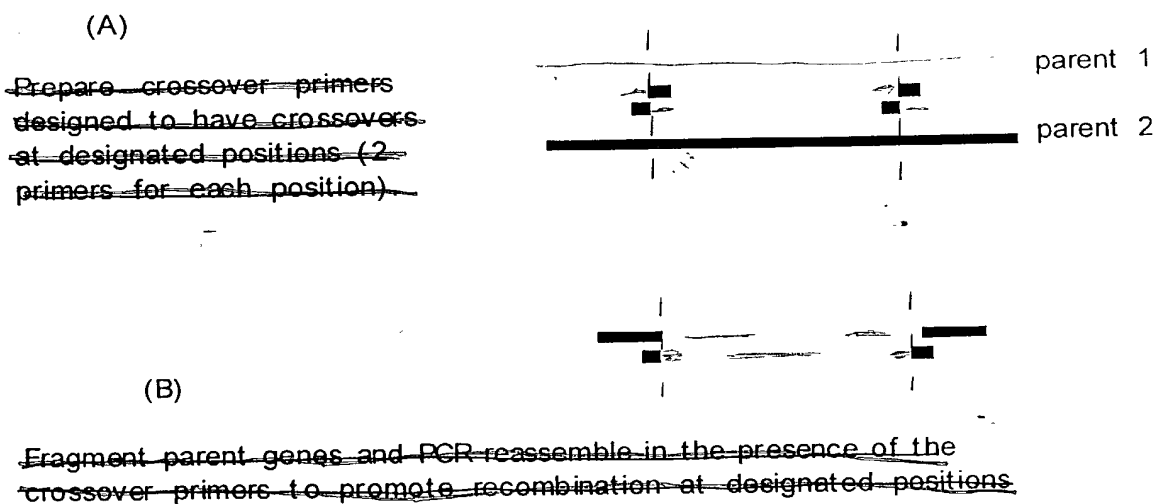 (A)
Prepare crossover primers
designed to have crossovers
at designated positions (2
primers for each position).
parent 1
parent 2
(B)
Fragment parent genes and PCR reassemble in the presence of the
crossover primers to promote recombination at designated positions